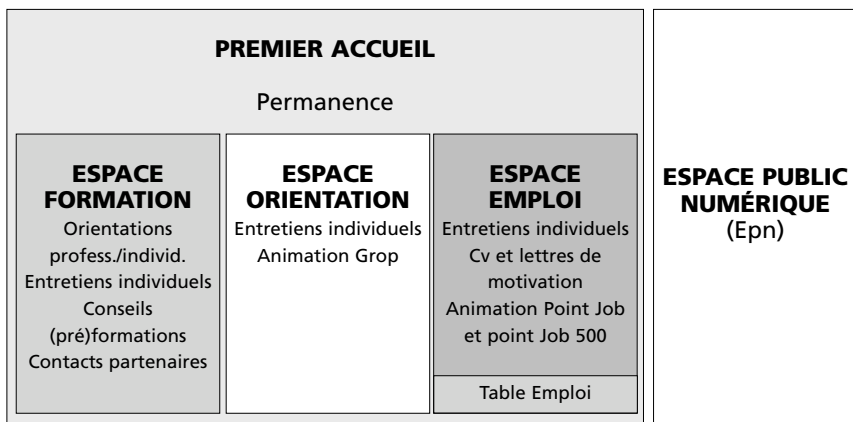 PREMIER ACCUEIL
Permanence
ESPACE
FORMATION
Orientations
profess./individ.
Entretiens individuels
Conseils
(pré)formations
Contacts partenaires
ESPACE
ORIENTATION
Entretiens individuels
Animation Grop
ESPACE
EMPLOI
Entretiens individuels
Cv et lettres de
motivation
Animation Point Job
et point Job 500
Table Emploi
ESPACE PUBLIC
NUMÉRIQUE
(Epn)